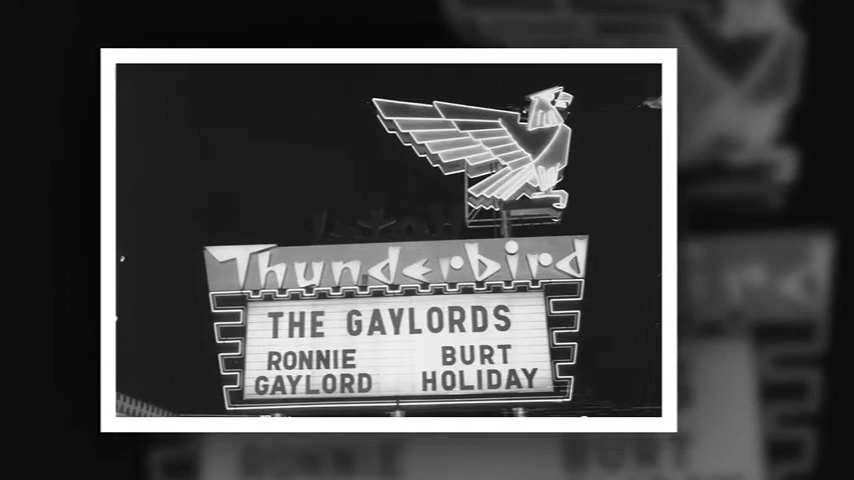 Thunderbird
THE GAYLORDS
RONNIE
GAYLORD
BURT
HOLIDAY